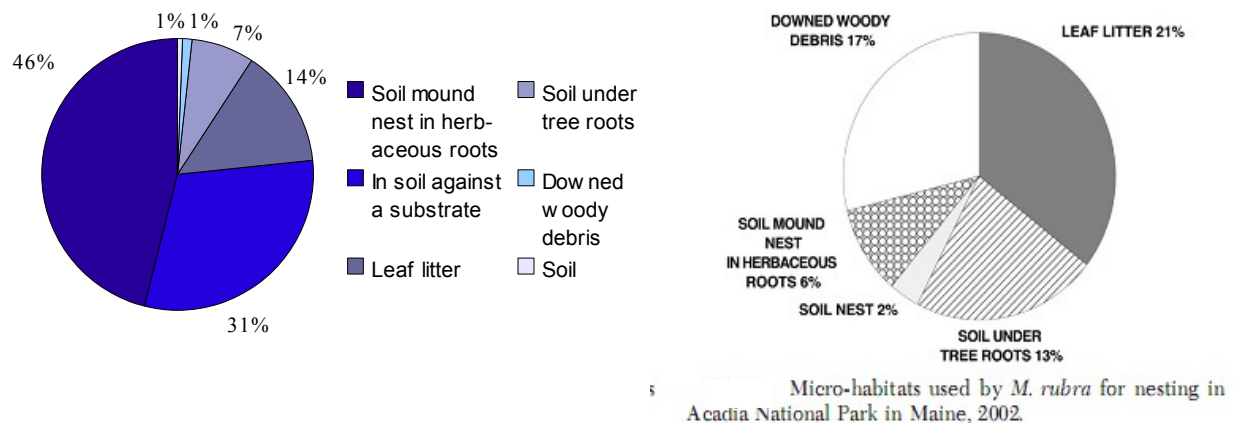 1% 1%
7%
46%
14%
31%
Soil mound
nest in herb-
aceous roots
Soil under
tree roots
In soil against
a substrate
Dow ned
w oody
debris
Leaf litter
Soil
DOWNED WOODY
DEBRIS 17%
LEAF LITTER 21%
SOIL MOUND
NEST
IN HERBACEOUS
ROOTS 6%
SOIL NEST 2%
SOIL UNDER
TREE ROOTS 13%
s Micro-habitats used by M. rubra for nesting in
Acadia National Park in Maine, 2002.